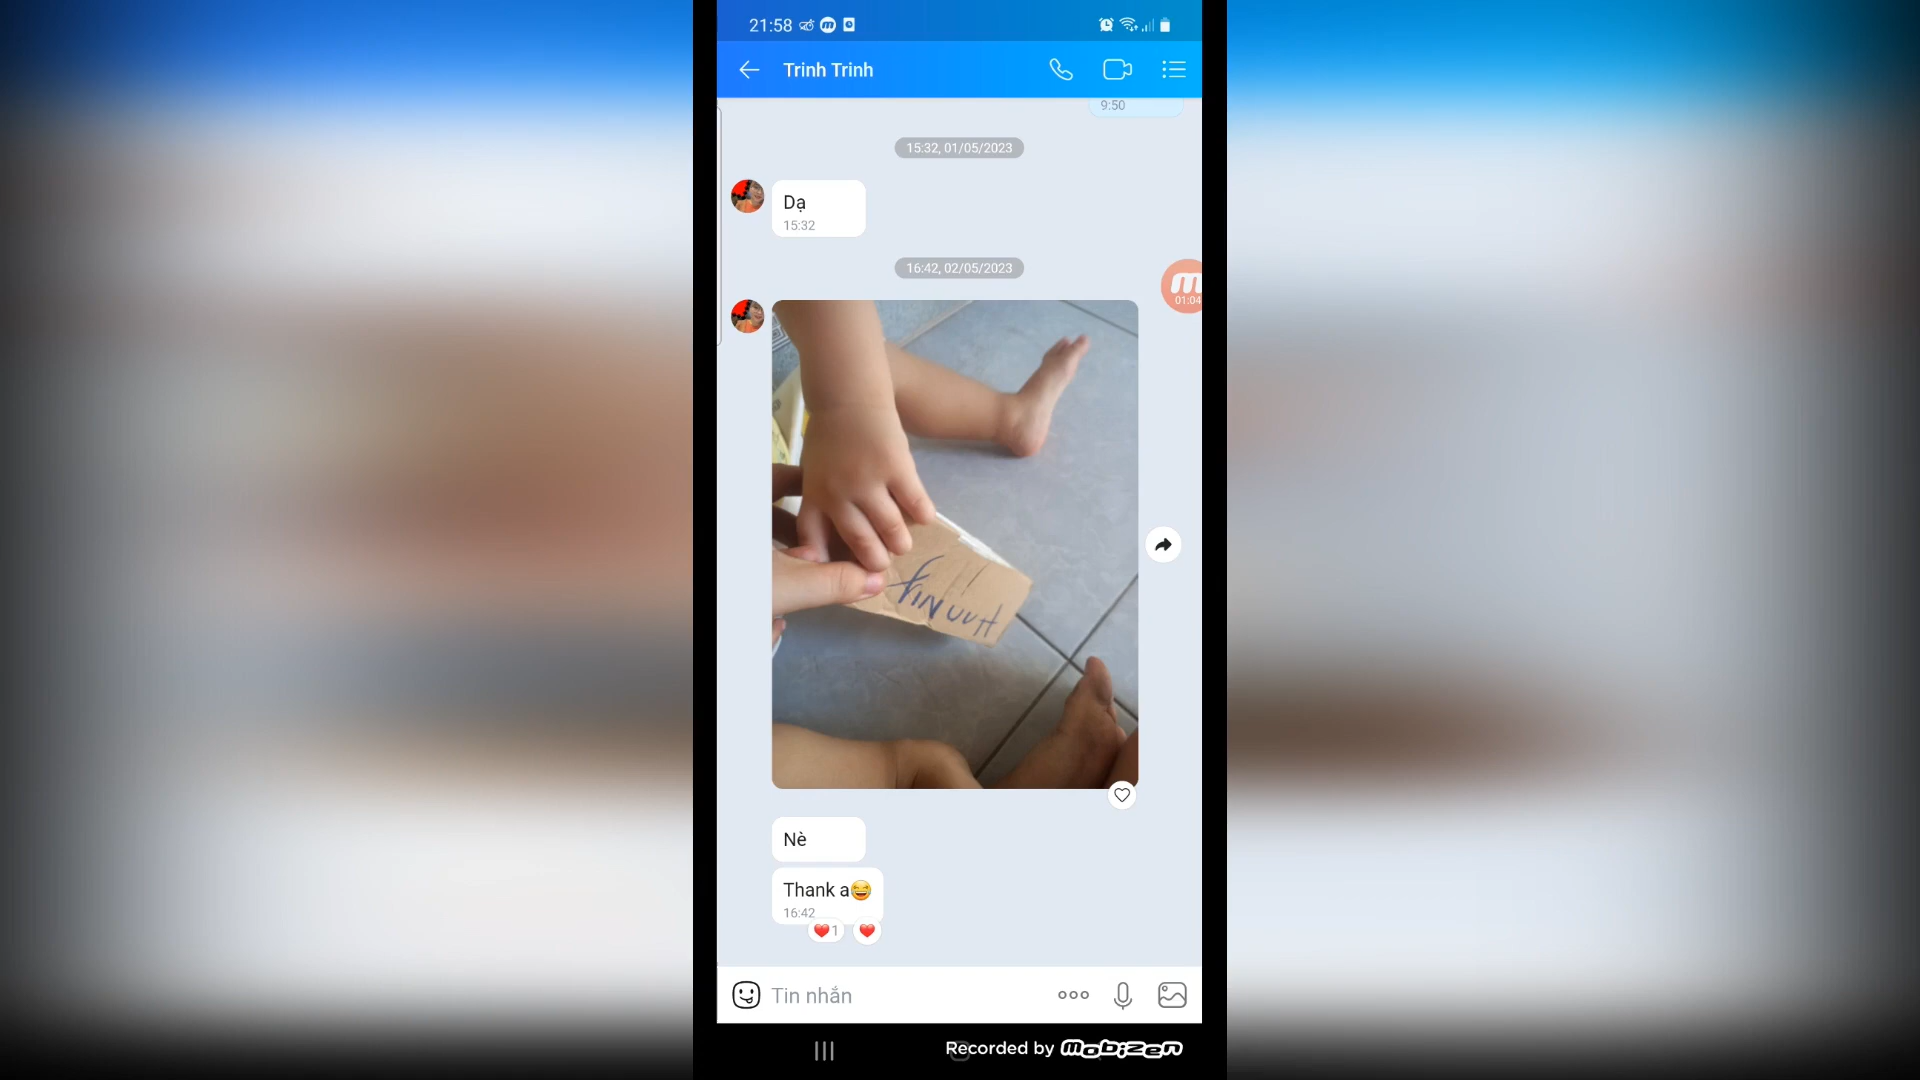 21:58
Trinh Trinh
9:50
15:32, 01/05/2023
Dạ
15:32
16:42, 02/05/2023
m
01:04
Nè
Thank a😆
16:42
❤️1 ❤️
Tin nhắn
Recorded by mobizen